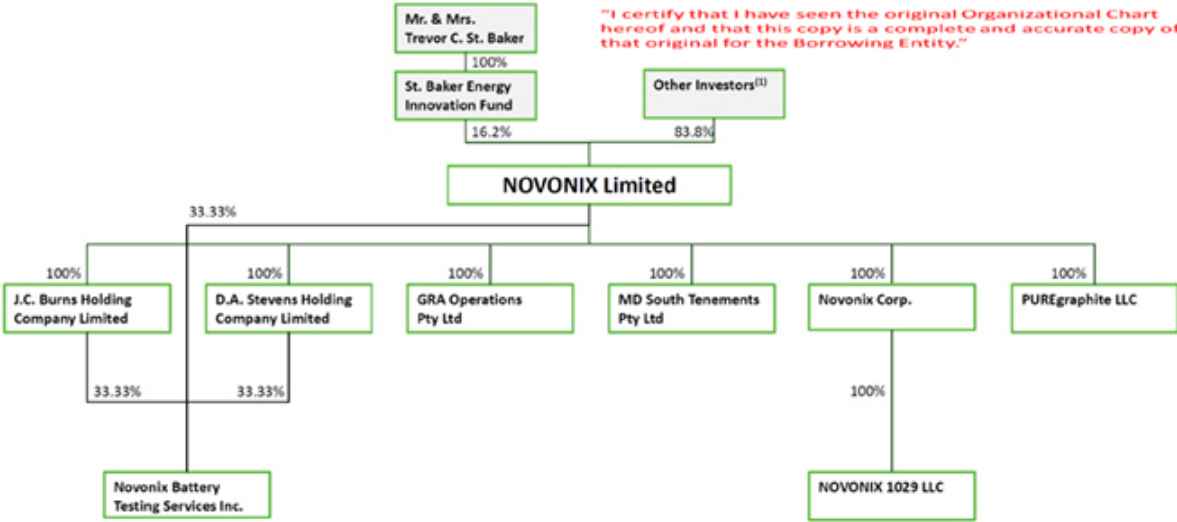 Mr. & Mrs.
Trevor C. St. Baker
"I certify that I have seen the original Organizational Chart
hereof and that this copy is a complete and accurate copy of
that original for the Borrowing Entity."
100%
St. Baker Energy
Innovation Fund
Other Investors(1)
16.2%
83.8%
NOVONIX Limited
33.33%
100%
100%
100%
100%
100%
100%
J.C. Burns Holding
Company Limited
D.A. Stevens Holding
Company Limited
GRA Operations
Pty Ltd
MD South Tenements
Pty Ltd
Novonix Corp.
PUREgraphite LLC
33.33%
33.33%
100%
Novonix Battery
Testing Services Inc.
NOVONIX 1029 LLC